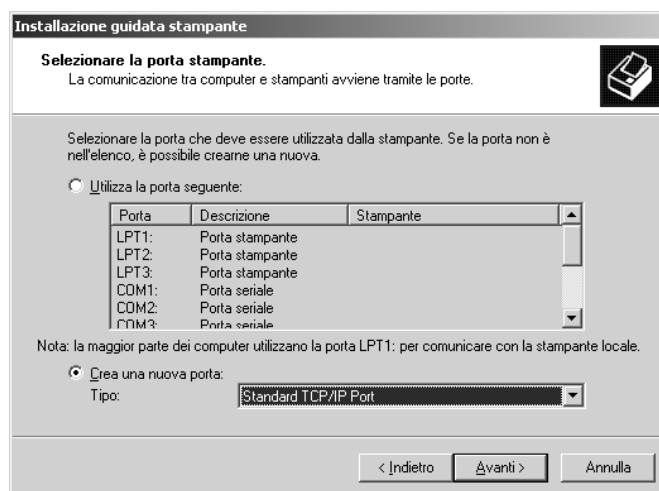 Installazione guidata stampante
Selezionare la porta stampante.
La comunicazione tra computer e stampanti avviene tramite le porte.
Selezionare la porta che deve essere utilizzata dalla stampante. Se la porta non è
nell'elenco, è possibile crearne una nuova.
Utilizza la porta seguente:
Porta Descrizione Stampante
LPT1: Porta stampante
LPT2: Porta stampante
LPT3: Porta stampante
COM1: Porta seriale
COM2: Porta seriale
COM3: Porta seriale
Nota: la maggior parte dei computer utilizzano la porta LPT1: per comunicare con la stampante locale.
Crea una nuova porta:
Tipo: Standard TCP/IP Port
< Indietro Avanti > Annulla